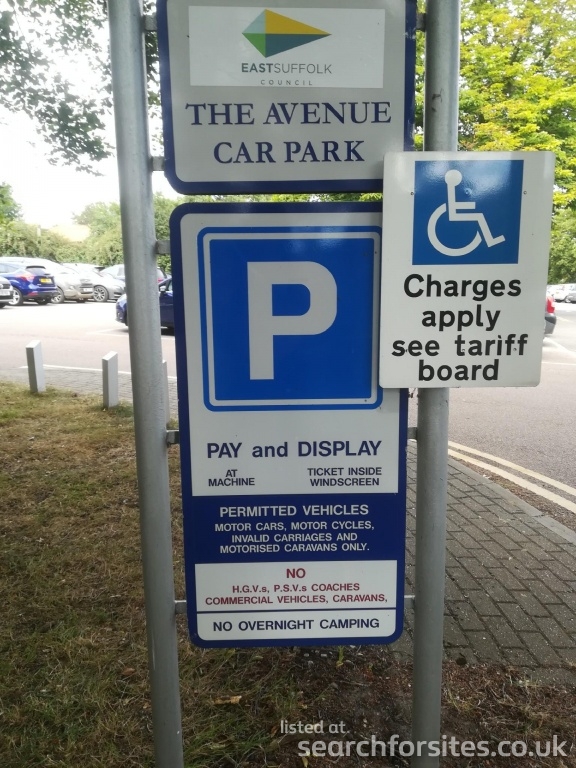 EASTSUFFOLK
COUNCIL
THE AVENUE
CAR PARK
P
Charges
apply
see tariff
board
PAY and DISPLAY
AT
MACHINE
TICKET INSIDE
WINDSCREEN
PERMITTED VEHICLES
MOTOR CARS, MOTOR CYCLES,
INVALID CARRIAGES AND
MOTORISED CARAVANS ONLY.
NO
H.G.V.s, P.S.V.s COACHES
COMMERCIAL VEHICLES, CARAVANS,
NO OVERNIGHT CAMPING
listed at.
searchforsites.co.uk